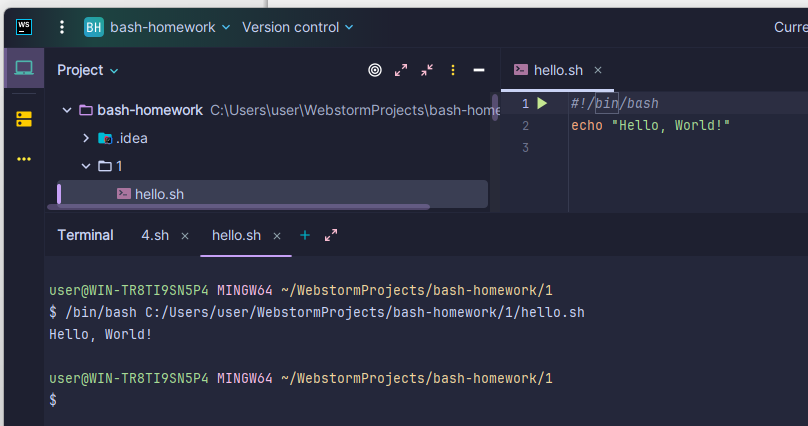 WS
BH bash-homework Version control Curre
Project
hello.sh
bash-homework C:\Users\user\WebstormProjects\bash-home
.idea
1
hello.sh
1 #!/bin/bash
2 echo "Hello, World!"
3
Terminal 4.sh hello.sh
user@WIN-TR8TI9SN5P4 MINGW64 ~/WebstormProjects/bash-homework/1
$ /bin/bash C:/Users/user/WebstormProjects/bash-homework/1/hello.sh
Hello, World!
user@WIN-TR8TI9SN5P4 MINGW64 ~/WebstormProjects/bash-homework/1
$